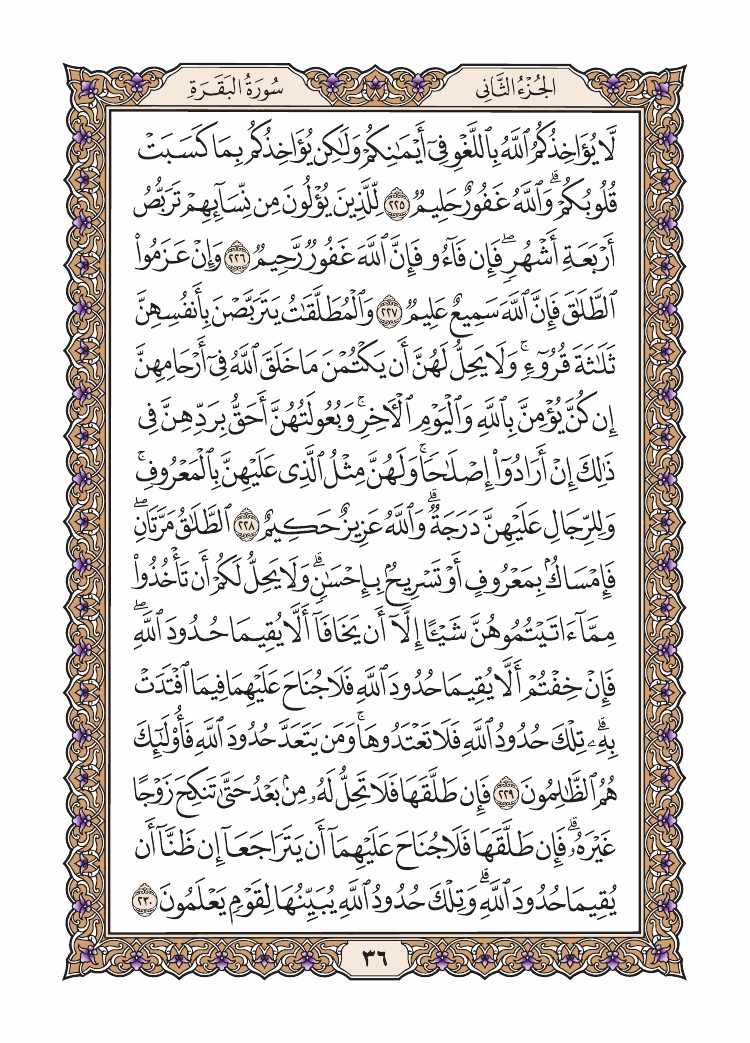 الجُزْءُ الثَّانِى
سُورَةُ البَقَرَةِ
لَّا يُؤَاخِذُكُمُ ٱللَّهُ بِٱللَّغْوِ فِىٓ أَيْمَٰنِكُمْ وَلَٰكِن يُؤَاخِذُكُم بِمَا كَسَبَتْ
قُلُوبُكُمْ ۗ وَٱللَّهُ غَفُورٌ حَلِيمٌ ٢٢٥ لِّلَّذِينَ يُؤْلُونَ مِن نِّسَآئِهِمْ تَرَبُّصُ
أَرْبَعَةِ أَشْهُرٍ ۖ فَإِن فَآءُو فَإِنَّ ٱللَّهَ غَفُورٌ رَّحِيمٌ ٢٢٦ وَإِنْ عَزَمُوا۟
ٱلطَّلَٰقَ فَإِنَّ ٱللَّهَ سَمِيعٌ عَلِيمٌ ٢٢٧ وَٱلْمُطَلَّقَٰتُ يَتَرَبَّصْنَ بِأَنفُسِهِنَّ
ثَلَٰثَةَ قُرُوٓءٍ ۚ وَلَا يَحِلُّ لَهُنَّ أَن يَكْتُمْنَ مَا خَلَقَ ٱللَّهُ فِىٓ أَرْحَامِهِنَّ
إِن كُنَّ يُؤْمِنَّ بِٱللَّهِ وَٱلْيَوْمِ ٱلْأٓخِرِ ۚ وَبُعُولَتُهُنَّ أَحَقُّ بِرَدِّهِنَّ فِى
ذَٰلِكَ إِنْ أَرَادُوٓا۟ إِصْلَٰحًا ۚ وَلَهُنَّ مِثْلُ ٱلَّذِى عَلَيْهِنَّ بِٱلْمَعْرُوفِ ۚ
وَلِلرِّجَالِ عَلَيْهِنَّ دَرَجَةٌ ۗ وَٱللَّهُ عَزِيزٌ حَكِيمٌ ٢٢٨ ٱلطَّلَٰقُ مَرَّتَانِ ۖ
فَإِمْسَاكٌۢ بِمَعْرُوفٍ أَوْ تَسْرِيحٌۢ بِإِحْسَٰنٍ ۗ وَلَا يَحِلُّ لَكُمْ أَن تَأْخُذُوا۟
مِمَّآ ءَاتَيْتُمُوهُنَّ شَيْـًٔا إِلَّآ أَن يَخَافَآ أَلَّا يُقِيمَا حُدُودَ ٱللَّهِ ۖ
فَإِنْ خِفْتُمْ أَلَّا يُقِيمَا حُدُودَ ٱللَّهِ فَلَا جُنَاحَ عَلَيْهِمَا فِيمَا ٱفْتَدَتْ
بِهِۦ ۗ تِلْكَ حُدُودُ ٱللَّهِ فَلَا تَعْتَدُوهَا ۚ وَمَن يَتَعَدَّ حُدُودَ ٱللَّهِ فَأُو۟لَٰٓئِكَ
هُمُ ٱلظَّٰلِمُونَ ٢٢٩ فَإِن طَلَّقَهَا فَلَا تَحِلُّ لَهُۥ مِنۢ بَعْدُ حَتَّىٰ تَنكِحَ زَوْجًا
غَيْرَهُۥ ۗ فَإِن طَلَّقَهَا فَلَا جُنَاحَ عَلَيْهِمَآ أَن يَتَرَاجَعَآ إِن ظَنَّآ أَن
يُقِيمَا حُدُودَ ٱللَّهِ ۗ وَتِلْكَ حُدُودُ ٱللَّهِ يُبَيِّنُهَا لِقَوْمٍ يَعْلَمُونَ ٢٣٠
٣٦